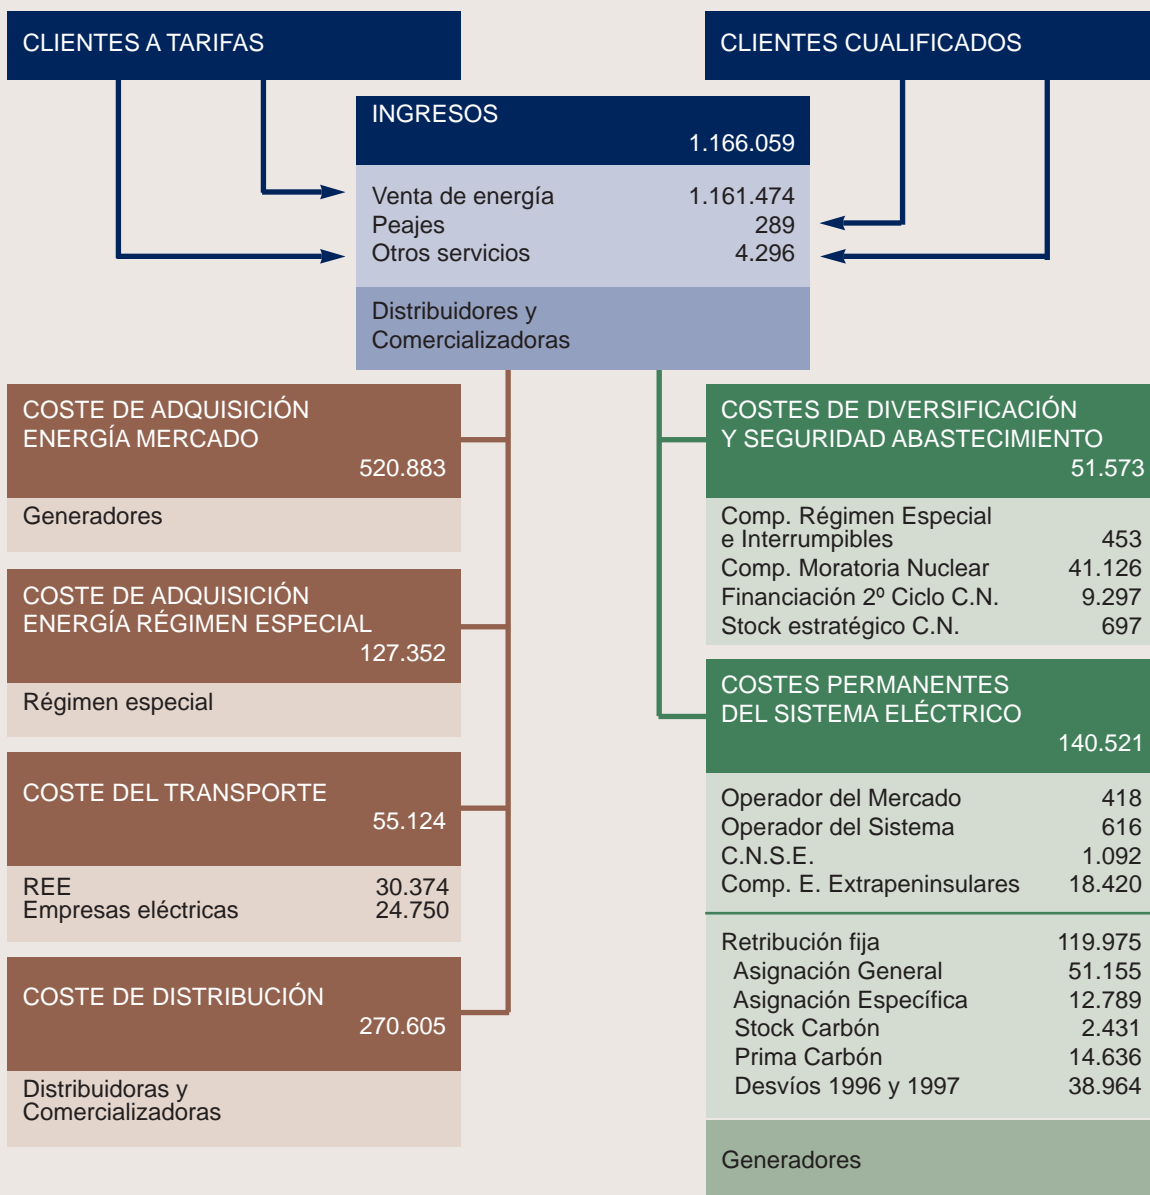 CLIENTES A TARIFAS
CLIENTES CUALIFICADOS
INGRESOS
1.166.059
Venta de energía 1.161.474
Peajes 289
Otros servicios 4.296
Distribuidores y
Comercializadoras
COSTE DE ADQUISICIÓN
ENERGÍA MERCADO
520.883
Generadores
COSTE DE ADQUISICIÓN
ENERGÍA RÉGIMEN ESPECIAL
127.352
Régimen especial
COSTE DEL TRANSPORTE
55.124
REE 30.374
Empresas eléctricas 24.750
COSTE DE DISTRIBUCIÓN
270.605
Distribuidoras y
Comercializadoras
COSTES DE DIVERSIFICACIÓN
Y SEGURIDAD ABASTECIMIENTO
51.573
Comp. Régimen Especial
e Interrumpibles 453
Comp. Moratoria Nuclear 41.126
Financiación 2º Ciclo C.N. 9.297
Stock estratégico C.N. 697
COSTES PERMANENTES
DEL SISTEMA ELÉCTRICO
140.521
Operador del Mercado 418
Operador del Sistema 616
C.N.S.E. 1.092
Comp. E. Extrapeninsulares 18.420
Retribución fija 119.975
Asignación General 51.155
Asignación Específica 12.789
Stock Carbón 2.431
Prima Carbón 14.636
Desvíos 1996 y 1997 38.964
Generadores